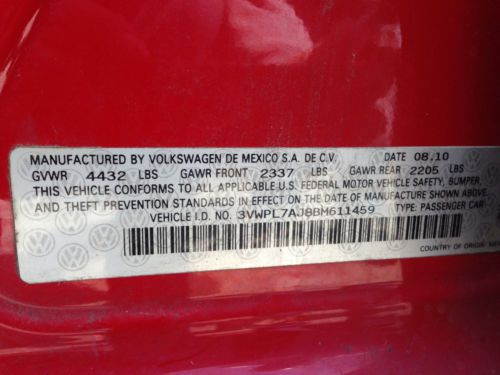 MANUFACTURED BY VOLKSWAGEN DE MEXICO S.A. DE C.V. DATE 08.10
GVWR 4432 LBS GAWR FRONT 2337 LBS GAWR REAR 2205 LBS
THIS VEHICLE CONFORMS TO ALL APPLICABLE U.S. FEDERAL MOTOR VEHICLE SAFETY, BUMPER,
AND THEFT PREVENTION STANDARDS IN EFFECT ON THE DATE OF MANUFACTURE SHOWN ABOVE.
VEHICLE I.D. NO. 3VWPL7AJ8BM611459 TYPE: PASSENGER CAR
COUNTRY OF ORIGIN: